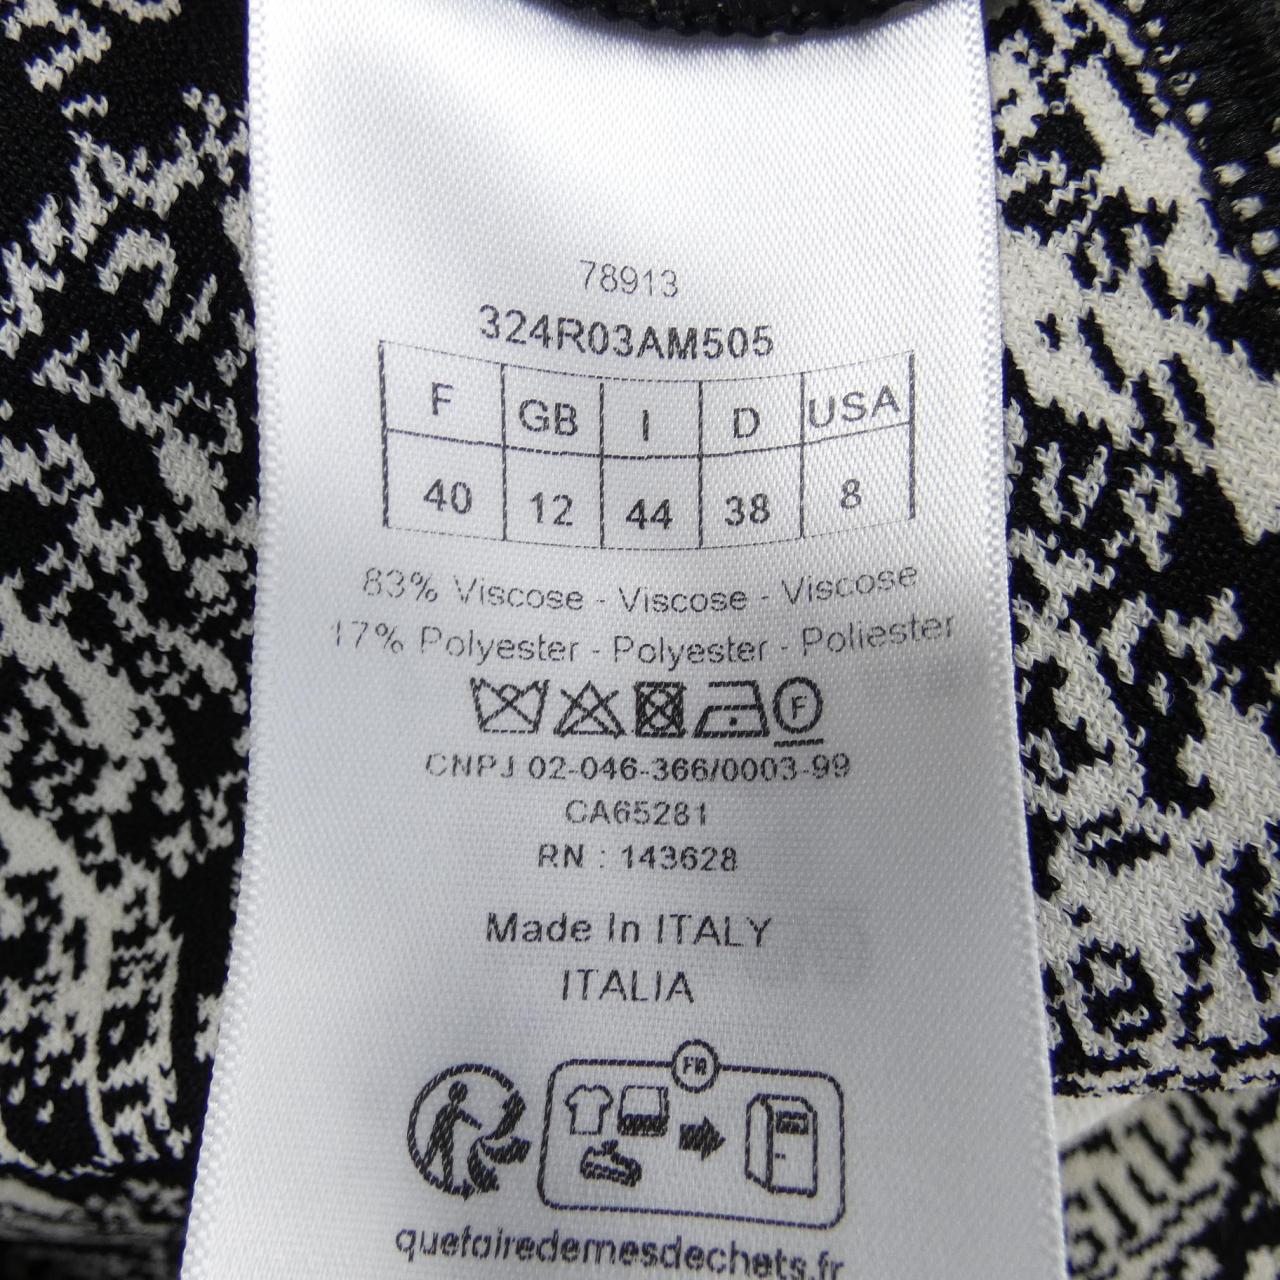 78913
324R03AM505
F GB I D USA
40 12 44 38 8
83% Viscose - Viscose - Viscose
17% Polyester - Polyester - Poliester
F
CNPJ 02-046-366/0003-99
CA65281
RN : 143628
Made In ITALY
ITALIA
FR
quefairedemesdechets.fr